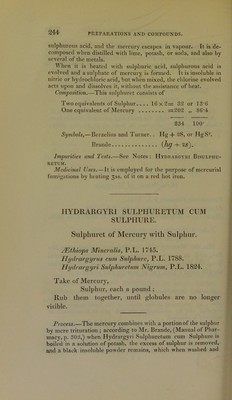 244 PREPARATIONS AND COMPOUNDS.
sulphurous acid, and the mercury escapes in vapour. It is de-
composed when distilled with lime, potash, or soda, and also by
several of the metals.
When it is heated with sulphuric acid, sulphurous acid is
evolved and a sulphate of mercury is formed. It is insoluble in
nitric or hydrochloric acid, but when mixed, the chlorine evolved
acts upon and dissolves it, without the assistance of heat.
Composition.—This sulphuret consists of
Two equivalents of Sulphur.... 16 × 2 = 32 or 13·6
One equivalent of Mercury ........ = 202 „ 86·4
234 100·
Symbols,—Berzelius and Turner. Hg + 2S, or Hg S².
Brande.............. (hg + 2s).
Impurities and Tests.—See Notes: Hydrargyri Bisulphu-
retum.
Medicinal Uses.—It is employed for the purpose of mercurial
fumigations by heating ʒss. of it on a red hot iron.
HYDRARGYRI SULPHURETUM CUM
SULPHURE.
Sulphuret of Mercury with Sulphur.
Æthiops Mineralis, P.L. 1745.
Hydrargyrus cum Sulphure, P.L. 1788.
Hydrargyri Sulphuretum Nigrum, P.L. 1824.
Take of Mercury,
Sulphur, each a pound;
Rub them together, until globules are no longer
visible.
Process.—The mercury combines with a portion of the sulphur
by mere trituration; according to Mr. Brande, (Manual of Phar-
macy, p. 302,) when Hydrargyri Sulphuretum cum Sulphure is
boiled in a solution of potash, the excess of sulphur is removed,
and a black insoluble powder remains, which when washed and